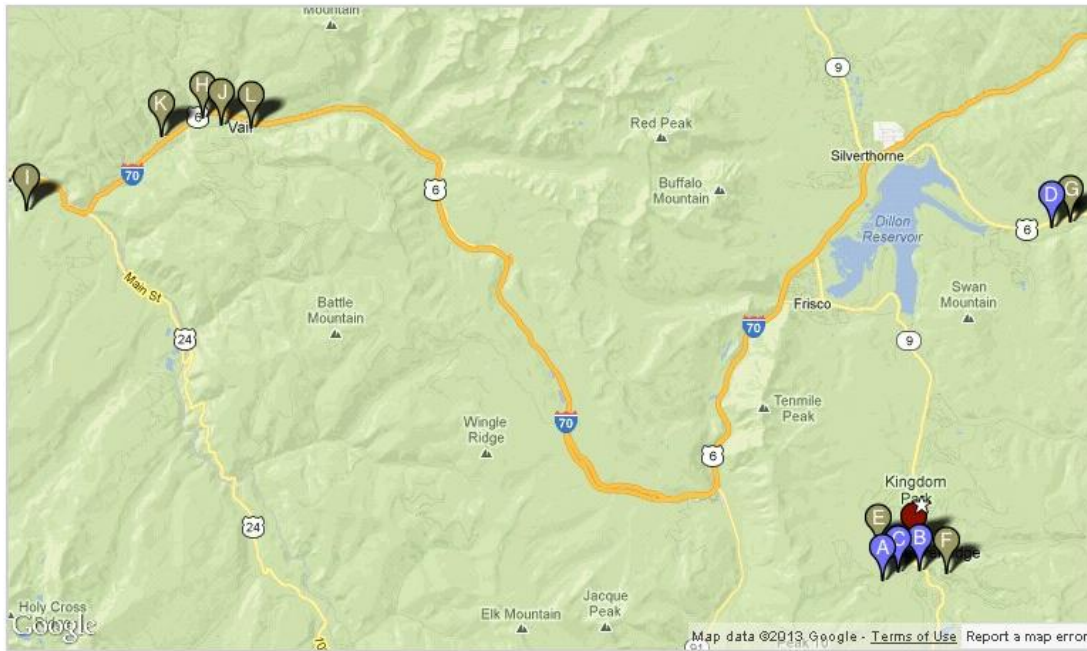 Mountain
9
H
J
L
K
6
Vail
Red Peak
Silverthorne
70
I
6
Buffalo
Mountain
D
G
Dillon
Reservoir
6
Main St
Battle
Mountain
Swan
Mountain
Frisco
24
70
9
Tenmile
Peak
70
Wingle
Ridge
6
Kingdom
Park
24
E
A
C
B
F
Holy Cross
Ridge
Google
Elk Mountain
Jacque
Peak
91
Map data ©2013 Google - Terms of Use Report a map error